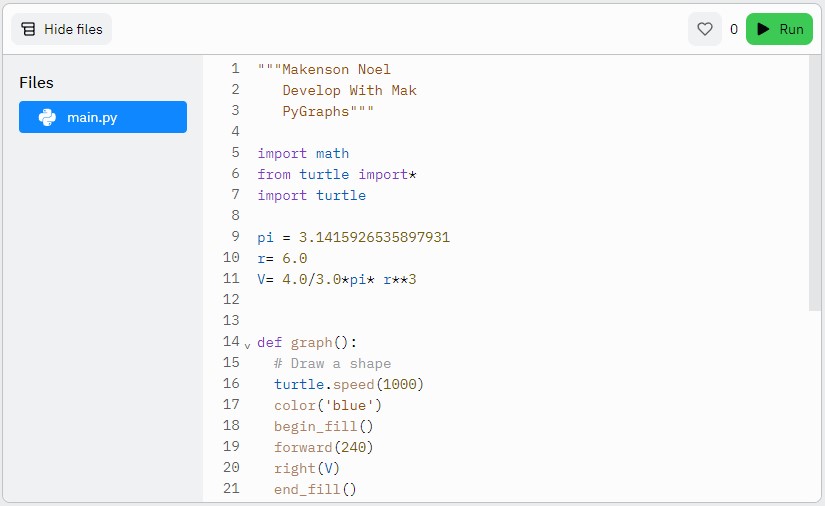 Hide files
0
Run
Files
main.py
1 """Makenson Noel
2    Develop With Mak
3    PyGraphs"""
4
5 import math
6 from turtle import*
7 import turtle
8
9 pi = 3.1415926535897931
10 r= 6.0
11 V= 4.0/3.0*pi* r**3
12
13
14 def graph():
15   # Draw a shape
16   turtle.speed(1000)
17   color('blue')
18   begin_fill()
19   forward(240)
20   right(V)
21   end_fill()